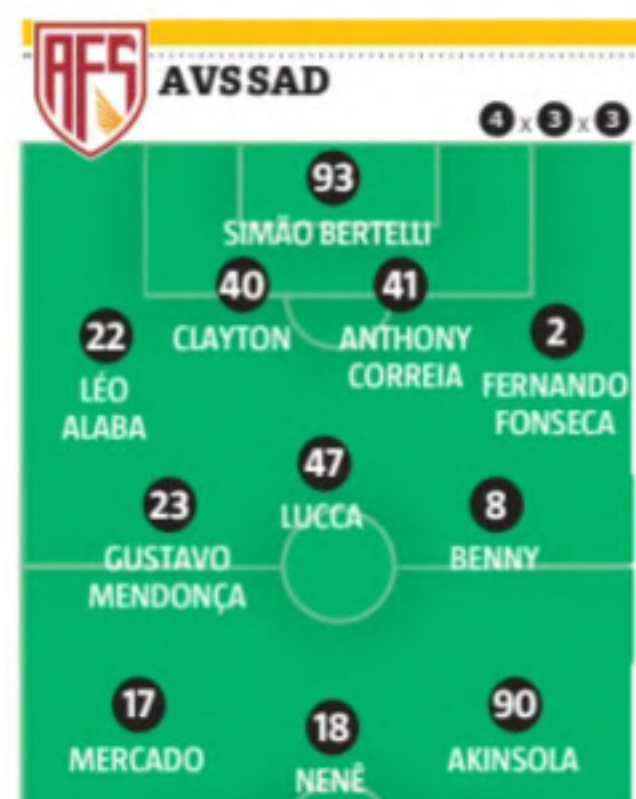 AFS
AVS SAD
4 x 3 x 3
93
SIMÃO BERTELLI
40
CLAYTON
41
ANTHONY
CORREIA
22
LÉO
ALABA
2
FERNANDO
FONSECA
47
LUCCA
23
GUSTAVO
MENDONÇA
8
BENNY
17
MERCADO
18
NENÊ
90
AKINSOLA